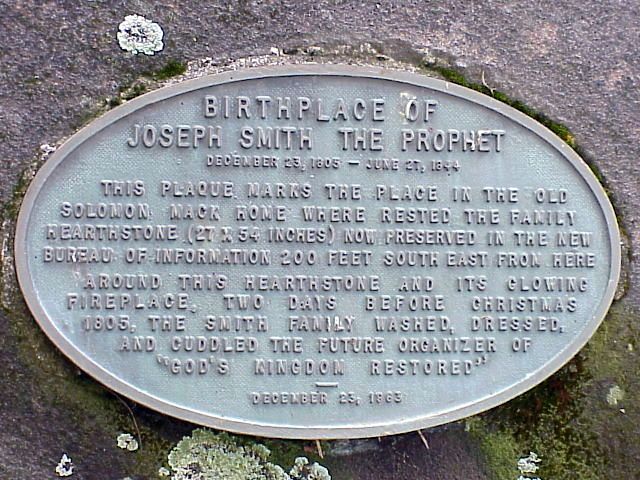 BIRTHPLACE OF
JOSEPH SMITH THE PROPHET
DECEMBER 23, 1805 — JUNE 27, 1844
THIS PLAQUE MARKS THE PLACE IN THE OLD
SOLOMON MACK HOME WHERE RESTED THE FAMILY
HEARTHSTONE (27 X 54 INCHES) NOW PRESERVED IN THE NEW
BUREAU OF INFORMATION 200 FEET SOUTH EAST FROM HERE
AROUND THIS HEARTHSTONE AND ITS GLOWING
FIREPLACE, TWO DAYS BEFORE CHRISTMAS
1805, THE SMITH FAMILY WASHED, DRESSED,
AND CUDDLED THE FUTURE ORGANIZER OF
"GOD'S KINGDOM RESTORED"
—
DECEMBER 23, 1963